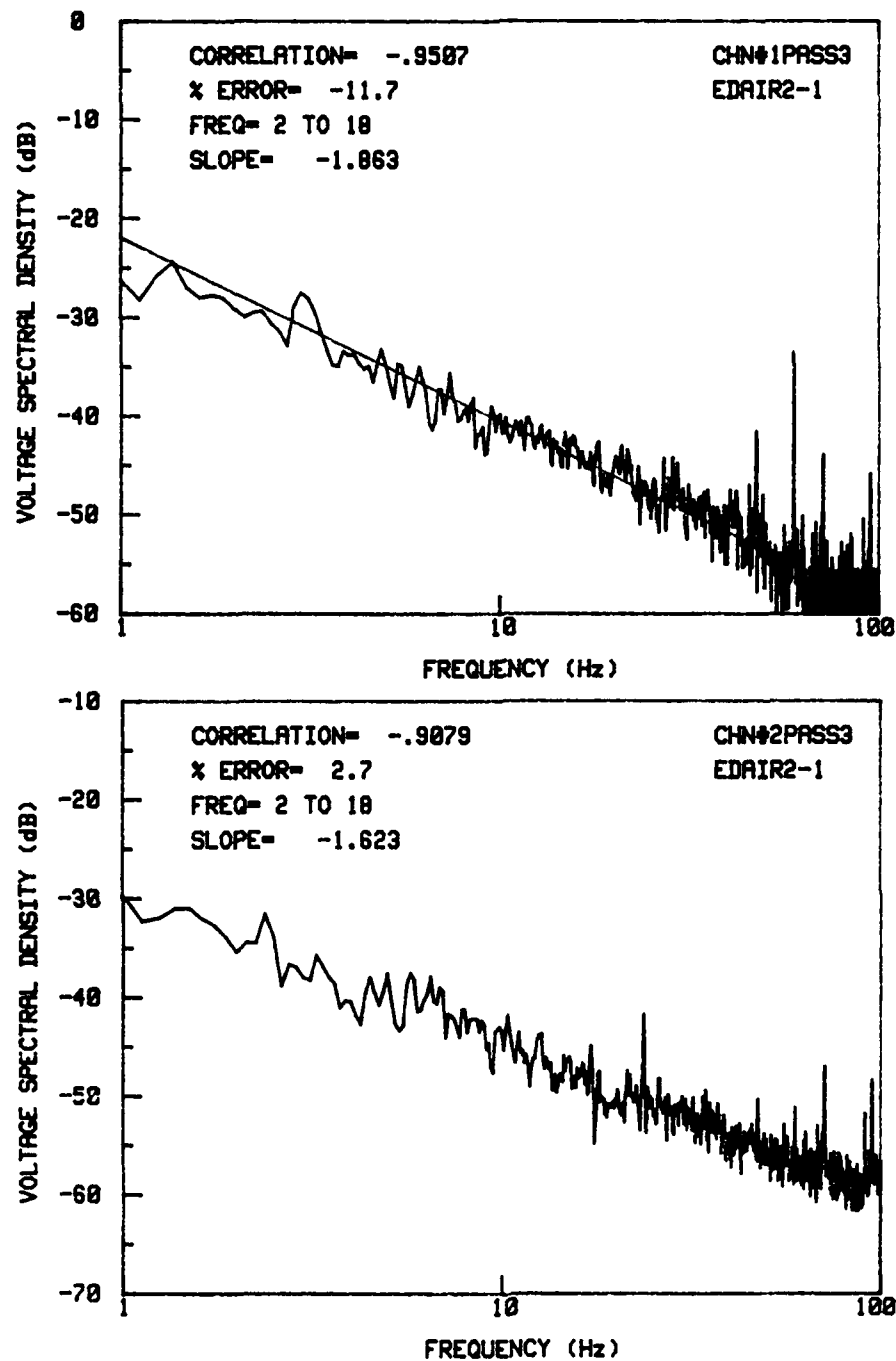 0
-10
-20
-30
-40
-50
-60
VOLTAGE SPECTRAL DENSITY (dB)
CORRELATION= -.9507
% ERROR= -11.7
FREQ= 2 TO 18
SLOPE= -1.863
CHN#1PASS3
EDAIR2-1
1
10
100
FREQUENCY (Hz)
-10
-20
-30
-40
-50
-60
-70
VOLTAGE SPECTRAL DENSITY (dB)
CORRELATION= -.9079
% ERROR= 2.7
FREQ= 2 TO 18
SLOPE= -1.623
CHN#2PASS3
EDAIR2-1
1
10
100
FREQUENCY (Hz)